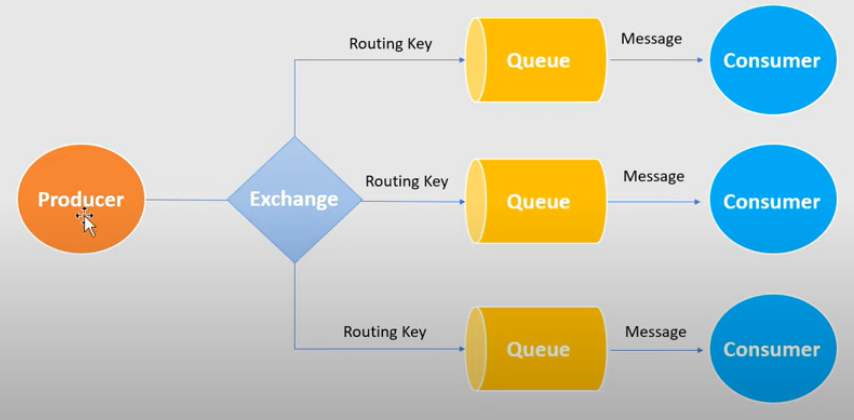 Routing Key
Queue
Message
Consumer
Producer
Exchange
Routing Key
Queue
Message
Consumer
Routing Key
Queue
Message
Consumer